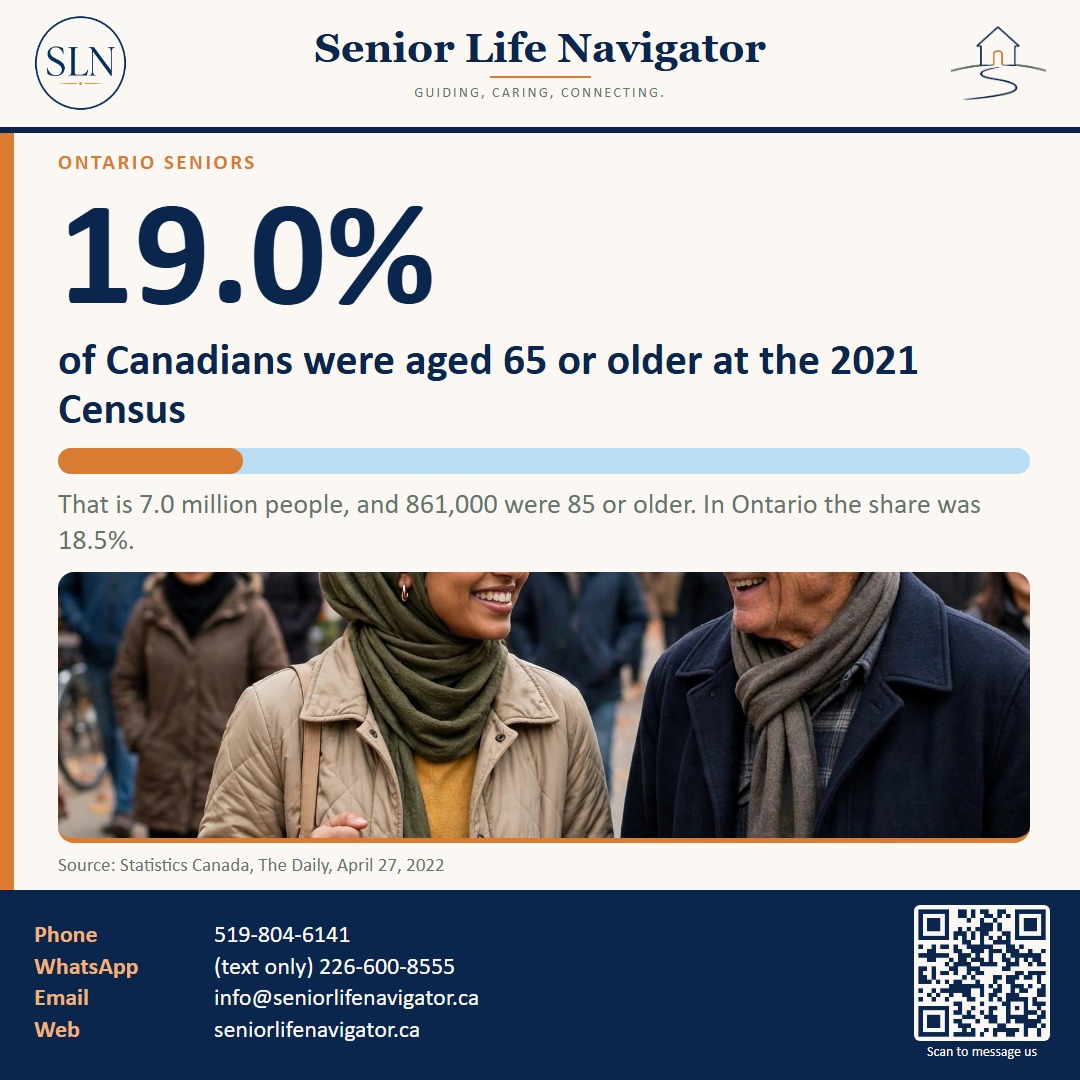 SLN
Senior Life Navigator
GUIDING, CARING, CONNECTING.
ONTARIO SENIORS
19.0%
of Canadians were aged 65 or older at the 2021
Census
That is 7.0 million people, and 861,000 were 85 or older. In Ontario the share was
18.5%.
Source: Statistics Canada, The Daily, April 27, 2022
Phone 519-804-6141
WhatsApp (text only) 226-600-8555
Email info@seniorlifenavigator.ca
Web seniorlifenavigator.ca
Scan to message us